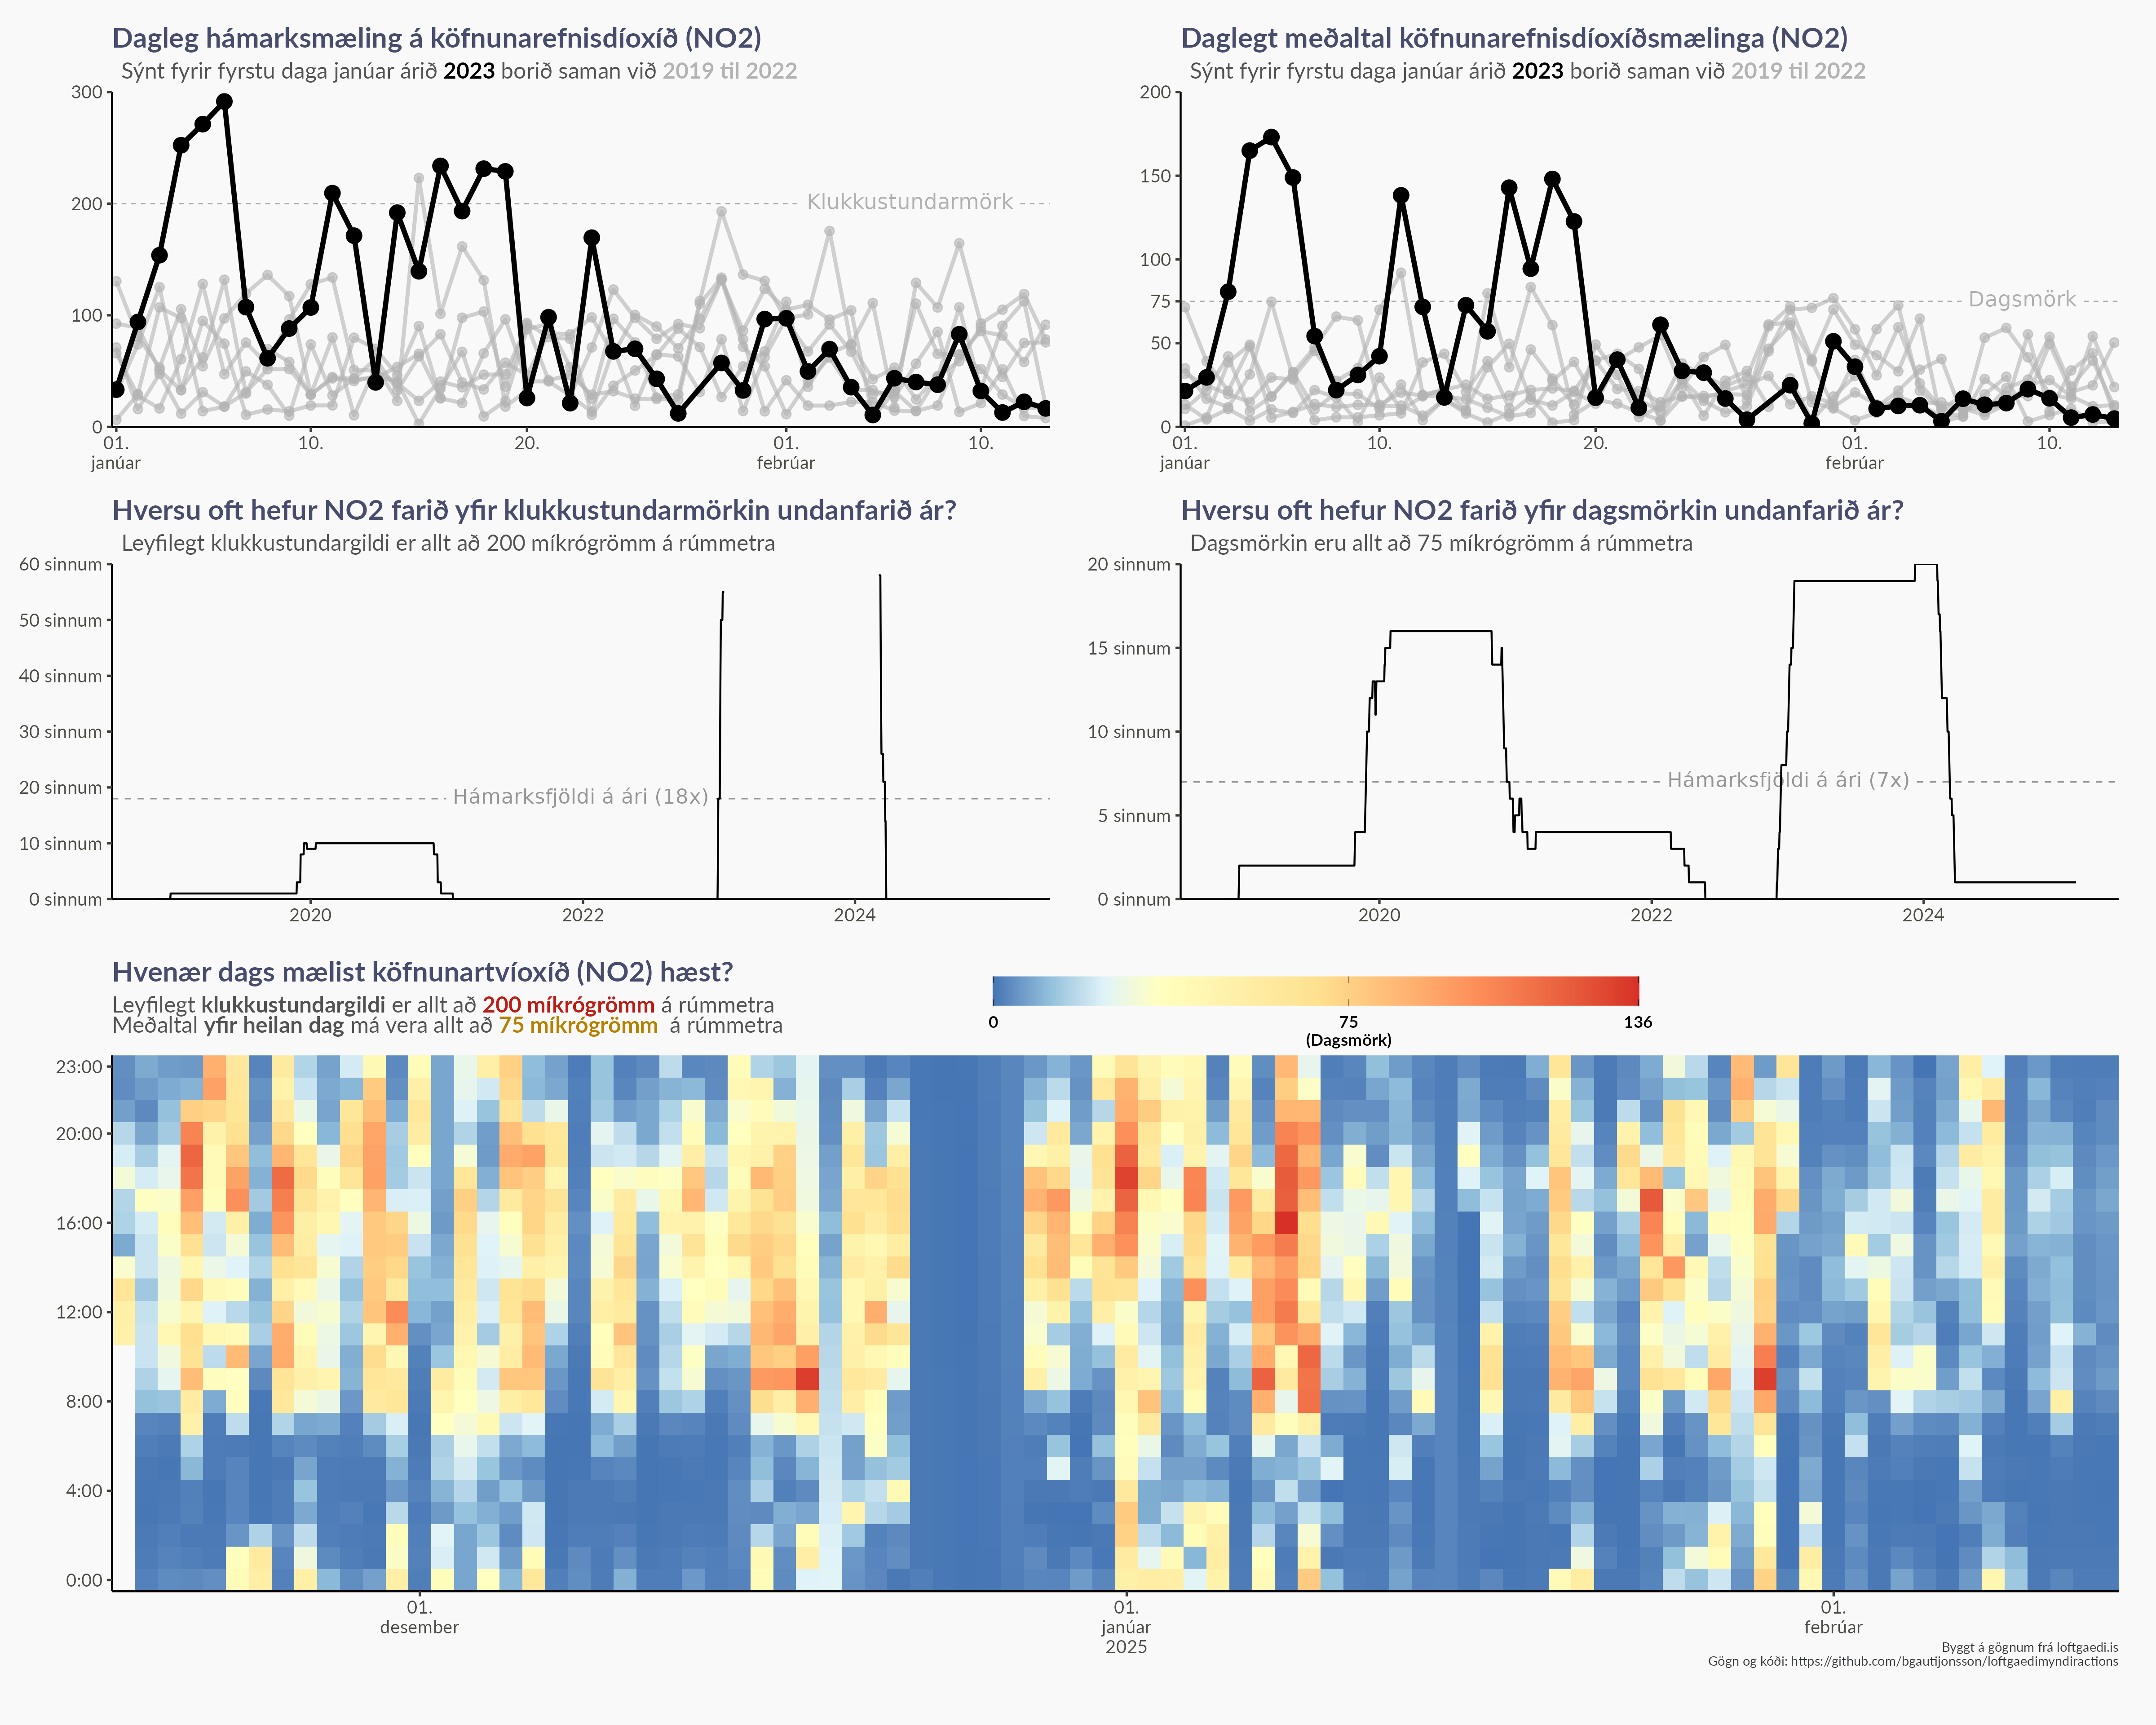 Dagleg hámarksmæling á köfnunarefnisdíoxíð (NO2)
Sýnt fyrir fyrstu daga janúar árið 2023 borið saman við 2019 til 2022
300
200
100
0
Klukkustundarmörk
01.
janúar
10.
20.
01.
febrúar
10.
Daglegt meðaltal köfnunarefnisdíoxíðsmælinga (NO2)
Sýnt fyrir fyrstu daga janúar árið 2023 borið saman við 2019 til 2022
200
150
100
75
50
0
Dagsmörk
01.
janúar
10.
20.
01.
febrúar
10.
Hversu oft hefur NO2 farið yfir klukkustundarmörkin undanfarið ár?
Leyfilegt klukkustundargildi er allt að 200 míkrógrömm á rúmmetra
60 sinnum
50 sinnum
40 sinnum
30 sinnum
20 sinnum
10 sinnum
0 sinnum
Hámarksfjöldi á ári (18x)
2020
2022
2024
Hversu oft hefur NO2 farið yfir dagsmörkin undanfarið ár?
Dagsmörkin eru allt að 75 míkrógrömm á rúmmetra
20 sinnum
15 sinnum
10 sinnum
5 sinnum
0 sinnum
Hámarksfjöldi á ári (7x)
2020
2022
2024
Hvenær dags mælist köfnunartvíoxíð (NO2) hæst?
Leyfilegt klukkustundargildi er allt að 200 míkrógrömm á rúmmetra
Meðaltal yfir heilan dag má vera allt að 75 míkrógrömm á rúmmetra
0
75
(Dagsmörk)
136
23:00
20:00
16:00
12:00
8:00
4:00
0:00
01.
desember
01.
janúar
2025
01.
febrúar
Byggt á gögnum frá loftgaedi.is
Gögn og kóði: https://github.com/bgautijonsson/loftgaedimyndiractions